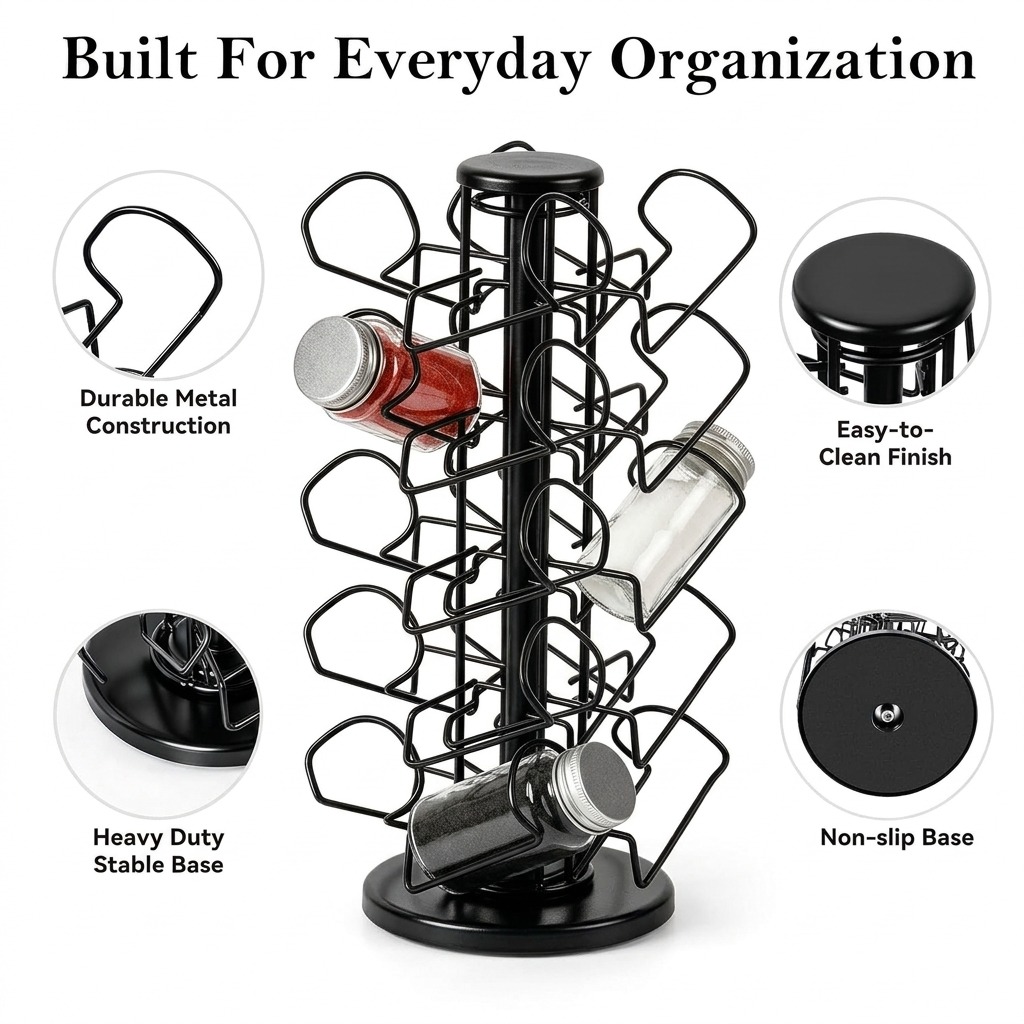 Built For Everyday Organization
Durable Metal
Construction
Easy-to-
Clean Finish
Heavy Duty
Stable Base
Non-slip Base